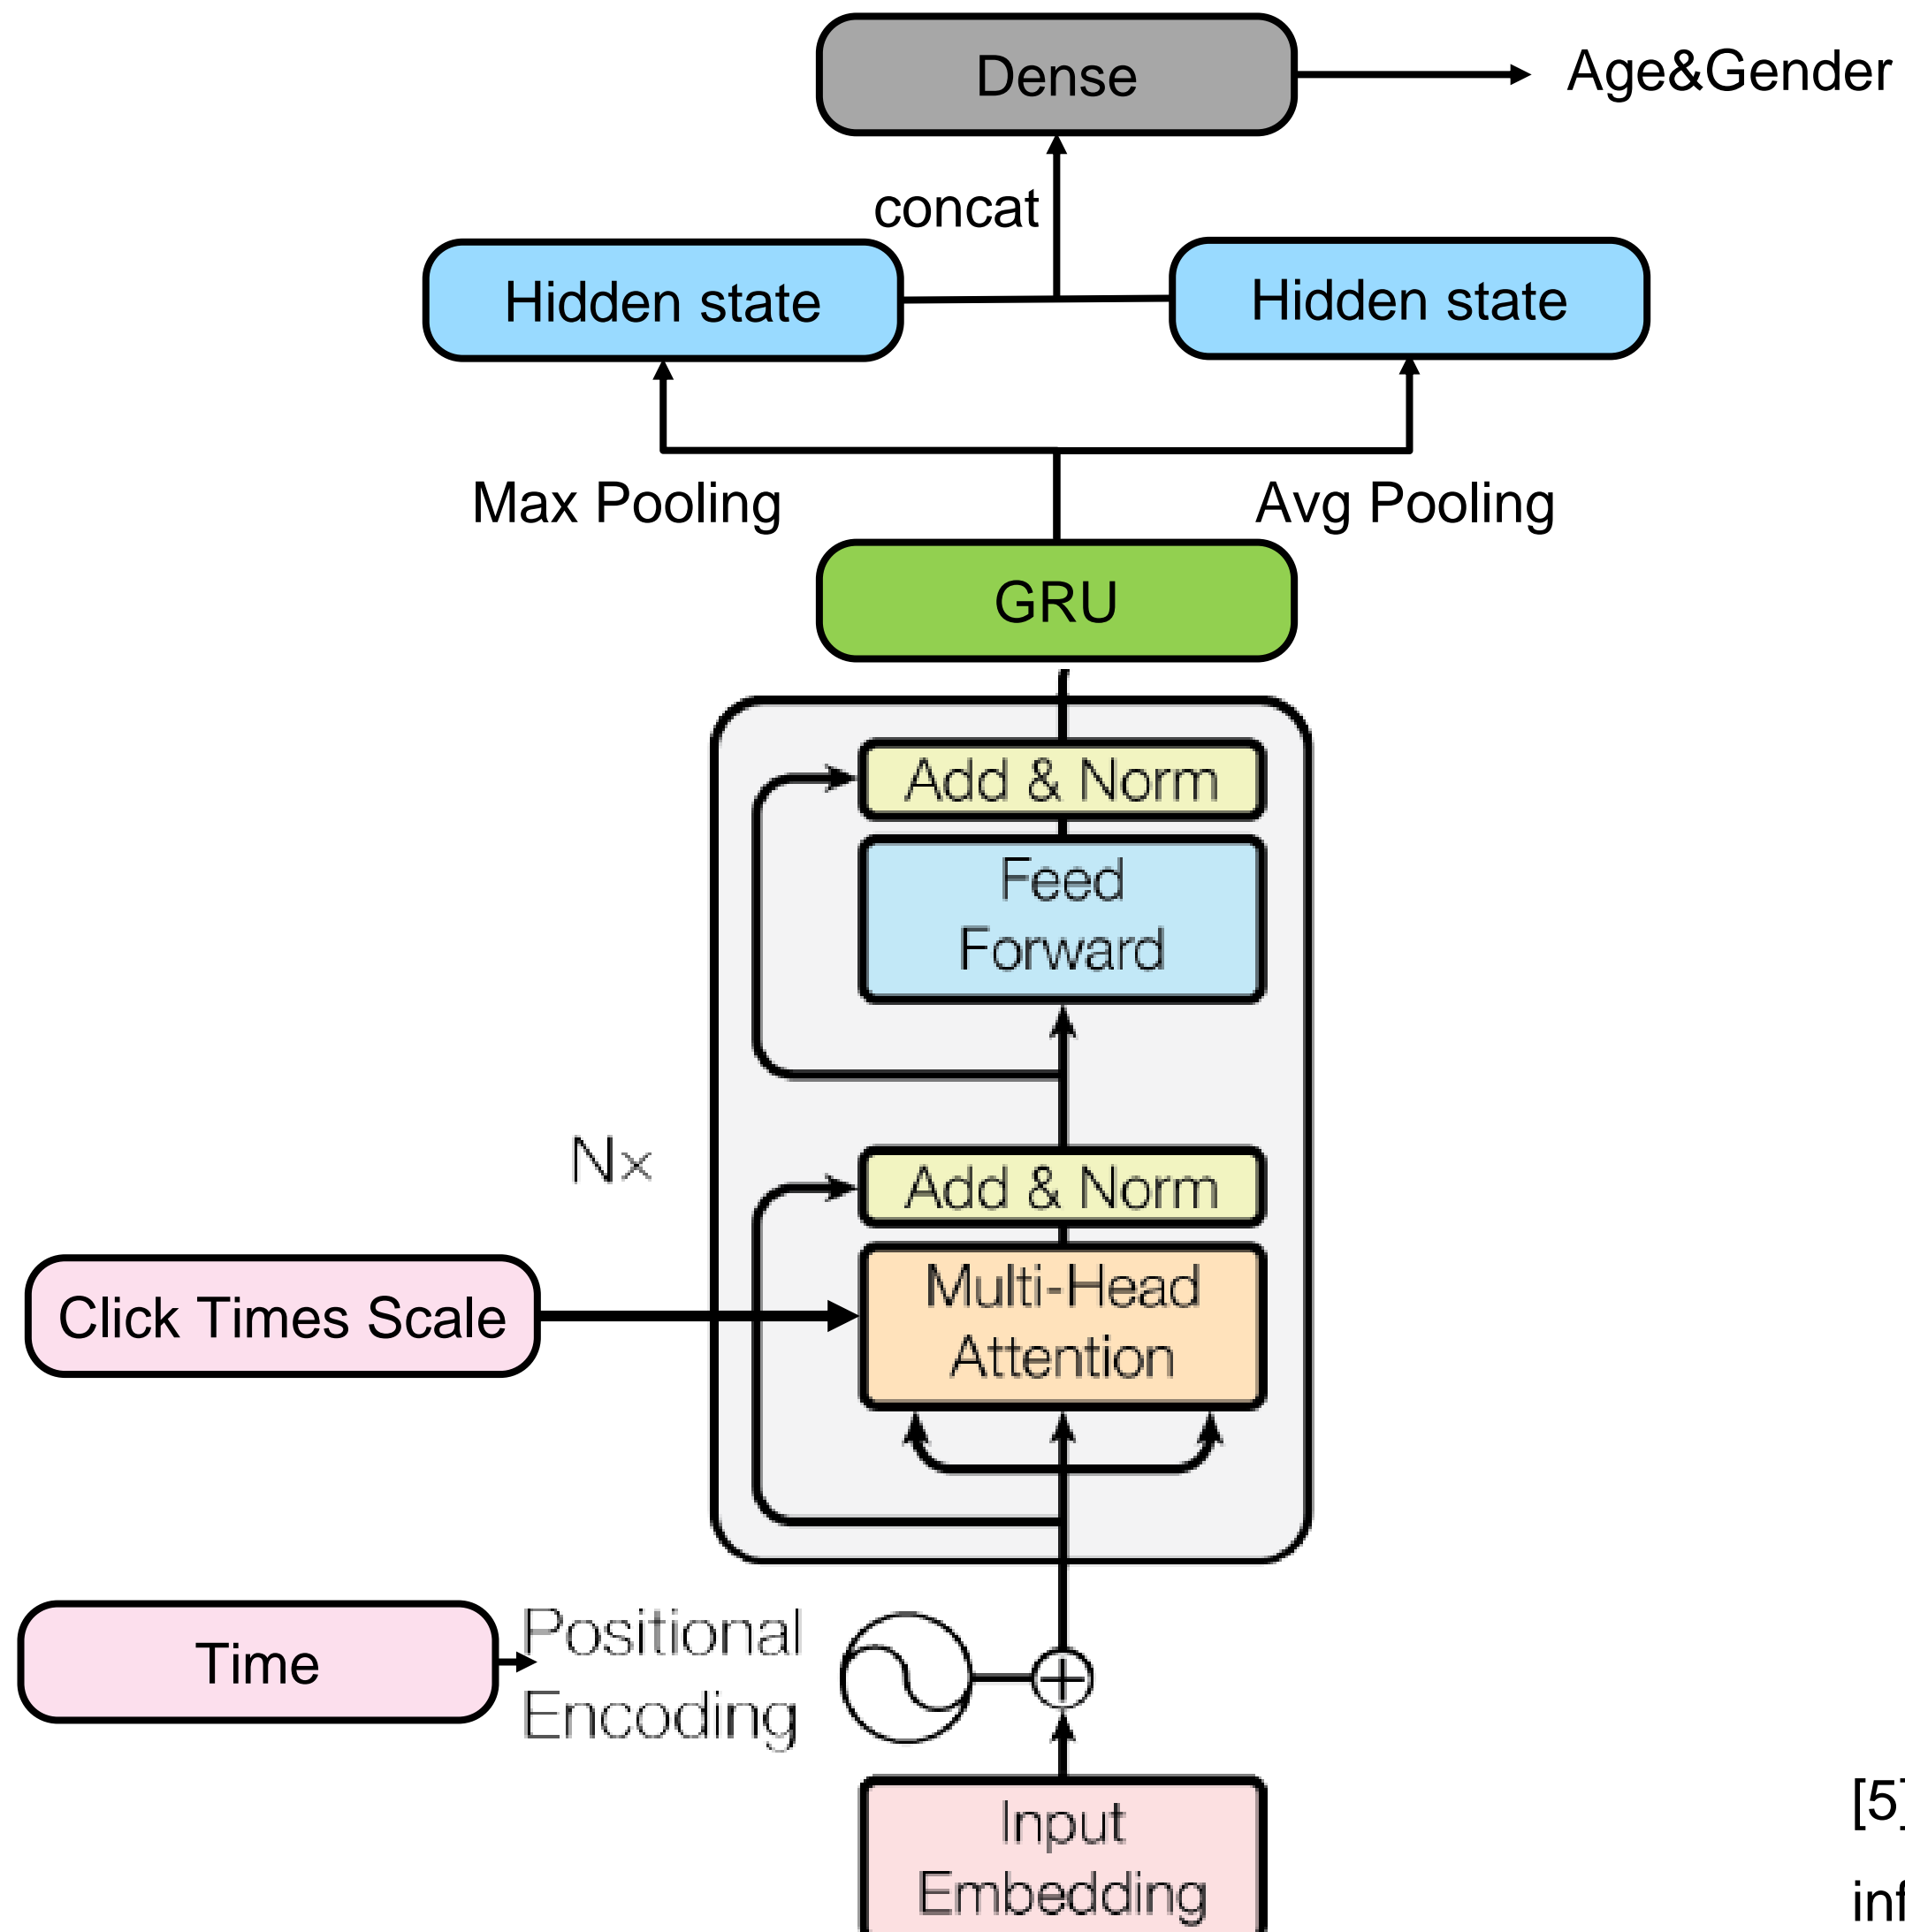 Dense
Age&Gender
concat
Hidden state
Hidden state
Max Pooling
Avg Pooling
GRU
Add & Norm
Feed
Forward
Nx
Add & Norm
Click Times Scale
Multi-Head
Attention
Time
Positional
Encoding
Input
Embedding
[5]